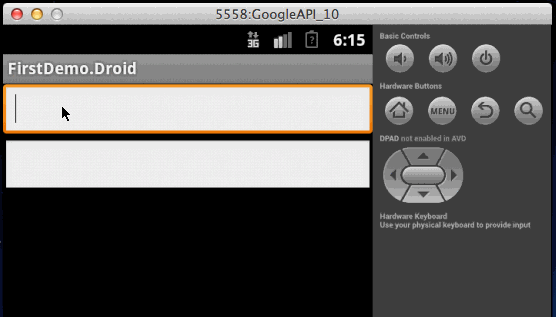 5558:GoogleAPI_10
3G
6:15
FirstDemo.Droid
Basic Controls
Hardware Buttons
MENU
DPAD not enabled in AVD
Hardware Keyboard
Use your physical keyboard to provide input